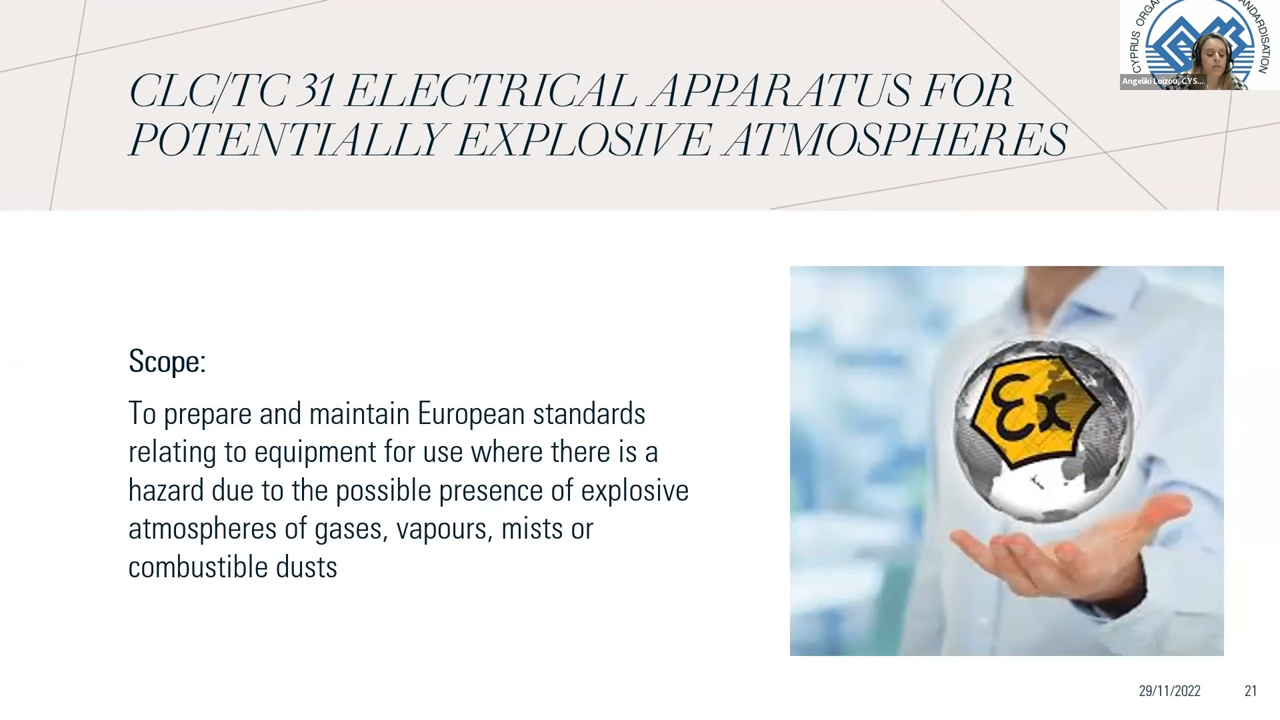 CLC/TC 31 ELECTRICAL APPARATUS FOR
POTENTIALLY EXPLOSIVE ATMOSPHERES
CYPRUS
Angeliki Loizou, CYS...
Scope:
To prepare and maintain European standards
relating to equipment for use where there is a
hazard due to the possible presence of explosive
atmospheres of gases, vapours, mists or
combustible dusts
Ex
29/11/2022
21